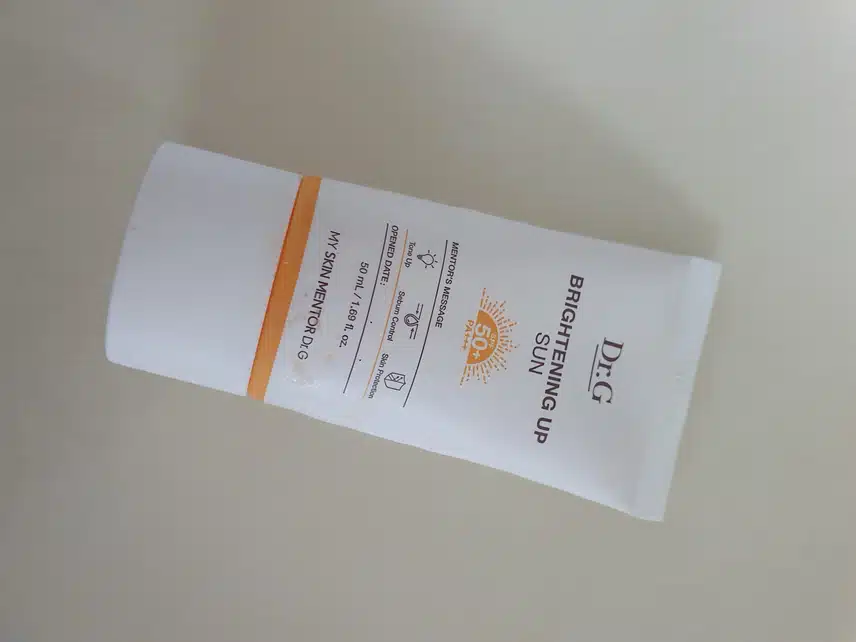 Dr.G
BRIGHTENING UP
SUN
SPF
50+
PA+++
MENTOR'S MESSAGE
Tone Up
Sebum Control
Skin Protection
OPENED DATE: . .
50 mL / 1.69 fl. oz.
MY SKIN MENTOR Dr.G